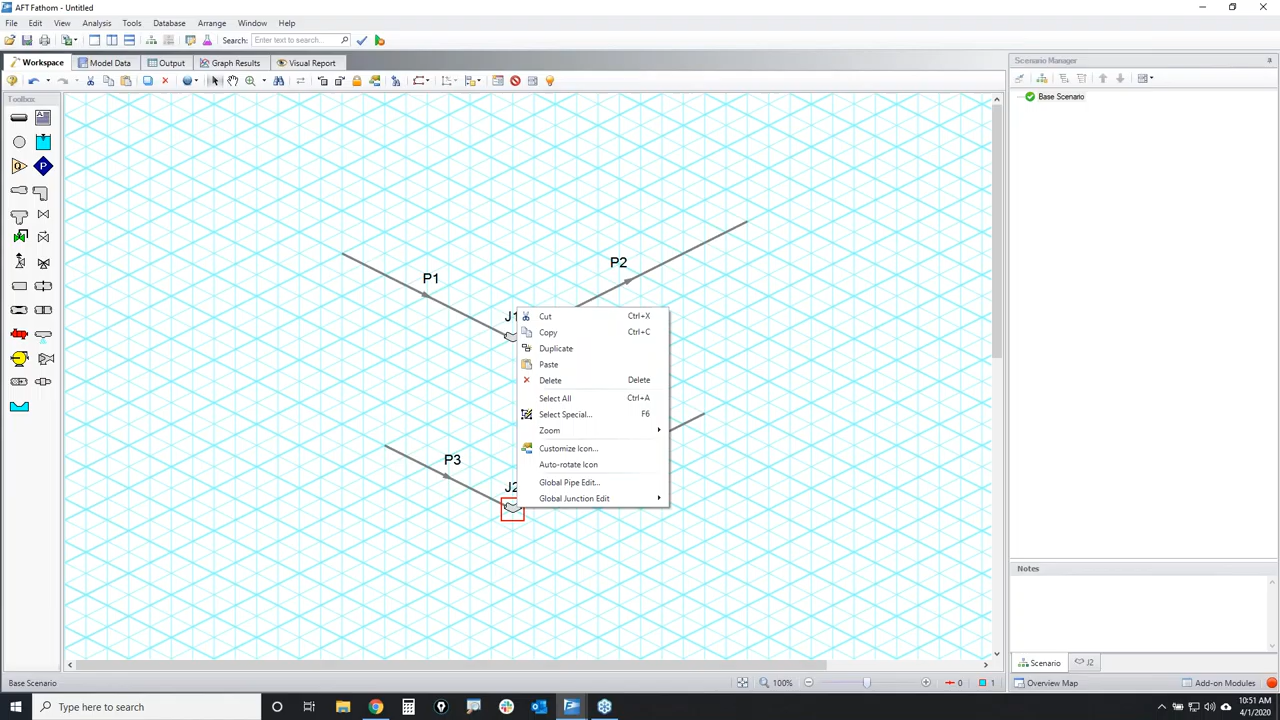 AFT Fathom - Untitled
File Edit View Analysis Tools Database Arrange Window Help
Search: Enter text to search...
Workspace Model Data Output Graph Results Visual Report
Scenario Manager
Toolbox
Base Scenario
P1
P2
J1
P3
J2
Cut Ctrl+X
Copy Ctrl+C
Duplicate
Paste
Delete Delete
Select All Ctrl+A
Select Special... F6
Zoom
Customize Icon...
Auto-rotate Icon
Global Pipe Edit...
Global Junction Edit
Notes
Scenario J2
Base Scenario 100% 0 1 Overview Map Add-on Modules
Type here to search
10:51 AM
4/1/2020